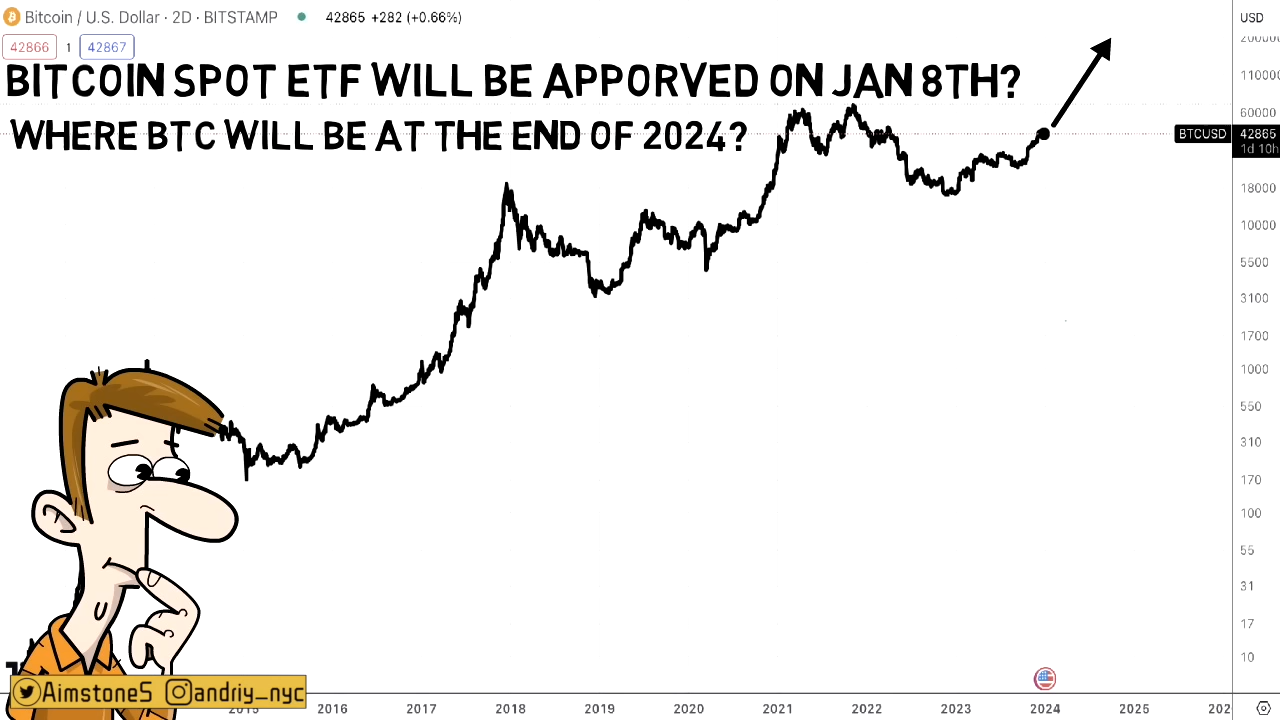 Bitcoin / U.S. Dollar · 2D · BITSTAMP 42865 +282 (+0.66%)
USD
42866 1 42867
BITCOIN SPOT ETF WILL BE APPORVED ON JAN 8TH?
WHERE BTC WILL BE AT THE END OF 2024?
200000
110000
60000
BTCUSD 42865
1d 10h
18000
10000
5500
3100
1700
1000
550
310
170
100
55
31
17
10
AimstoneS andriy_nyc
2015 2016 2017 2018 2019 2020 2021 2022 2023 2024 2025 202